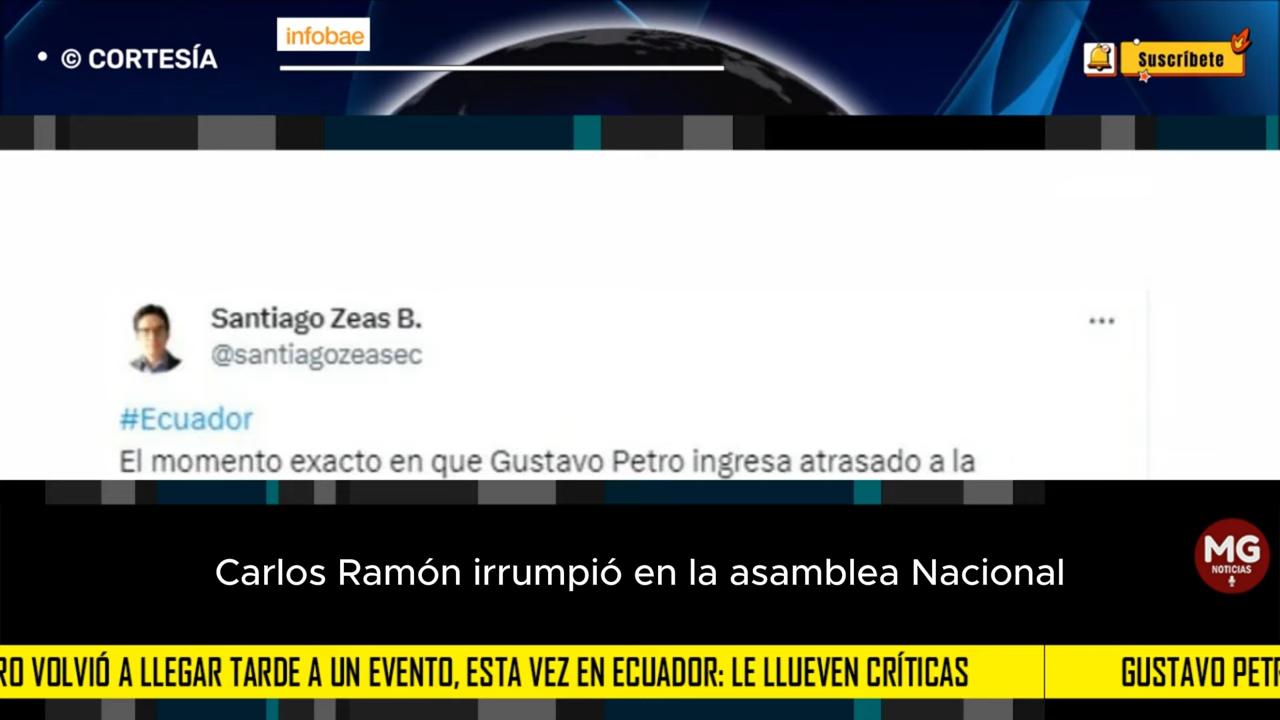 • © CORTESÍA
infobae
Suscríbete
Santiago Zeas B.
@santiagozeasec
#Ecuador
El momento exacto en que Gustavo Petro ingresa atrasado a la
Carlos Ramón irrumpió en la asamblea Nacional
MG
NOTICIAS
RO VOLVIÓ A LLEGAR TARDE A UN EVENTO, ESTA VEZ EN ECUADOR: LE LLUEVEN CRÍTICAS
GUSTAVO PETR